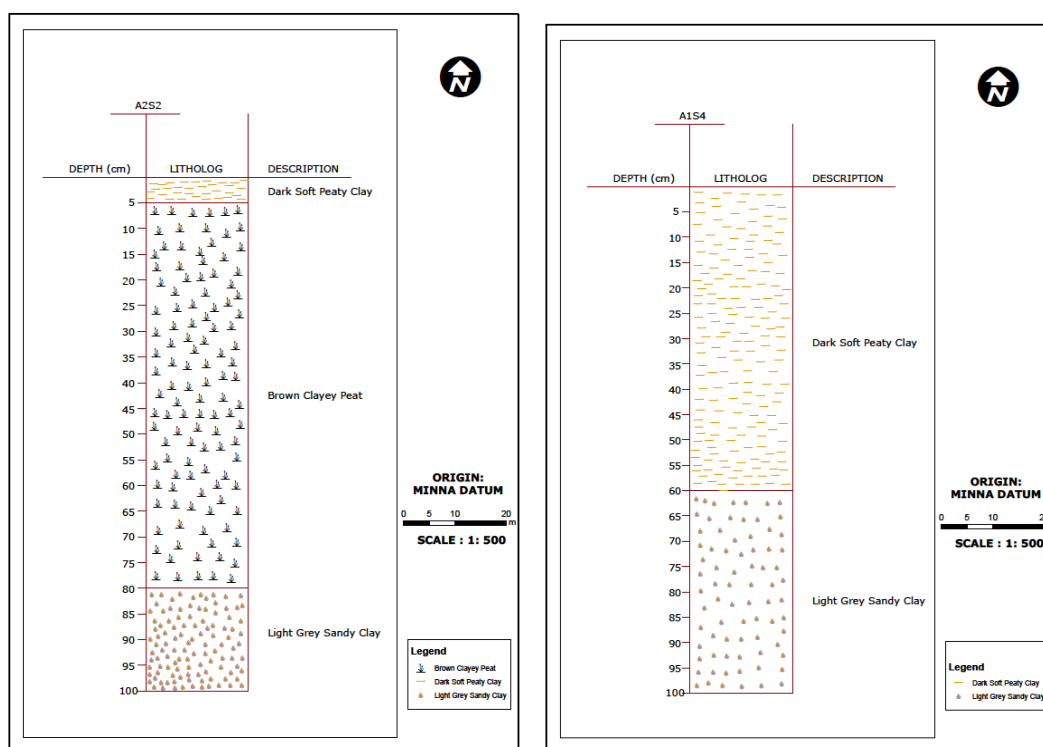 N
A2S2
DEPTH (cm) LITHOLOG DESCRIPTION
Dark Soft Peaty Clay
5
10
15
20
25
30
35
40
Brown Clayey Peat
45
50
55
60
65
70
75
80
85
Light Grey Sandy Clay
90
95
100
ORIGIN:
MINNA DATUM
0 5 10 20
m
SCALE : 1: 500
Legend
Brown Clayey Peat
Dark Soft Peaty Clay
Light Grey Sandy Clay
N
A1S4
DEPTH (cm) LITHOLOG DESCRIPTION
5
10
15
20
25
30
Dark Soft Peaty Clay
35
40
45
50
55
60
65
70
75
80
Light Grey Sandy Clay
85
90
95
100
ORIGIN:
MINNA DATUM
0 5 10 20
SCALE : 1: 500
Legend
Dark Soft Peaty Clay
Light Grey Sandy Clay